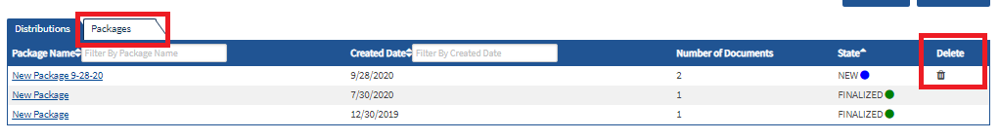 Distributions Packages
Package Name Filter By Package Name Created Date Filter By Created Date Number of Documents State Delete
New Package 9-28-20 9/28/2020 2 NEW
New Package 7/30/2020 1 FINALIZED
New Package 12/30/2019 1 FINALIZED